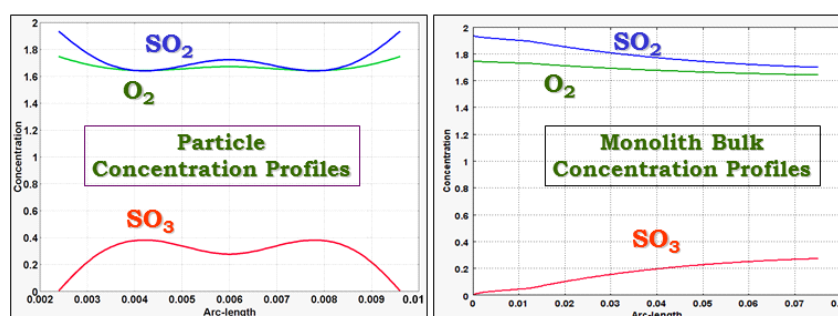 2
1.8
1.6
1.4
1.2
1
0.8
0.6
0.4
0.2
0
Concentration
SO2
O2
Particle
Concentration Profiles
SO3
0.002 0.003 0.004 0.005 0.006 0.007 0.008 0.009 0.01
Arc-length
2
1.8
1.6
1.4
1.2
1
0.8
0.6
0.4
0.2
0
Concentration
SO2
O2
Monolith Bulk
Concentration Profiles
SO3
0 0.01 0.02 0.03 0.04 0.05 0.06 0.07
Arc-length